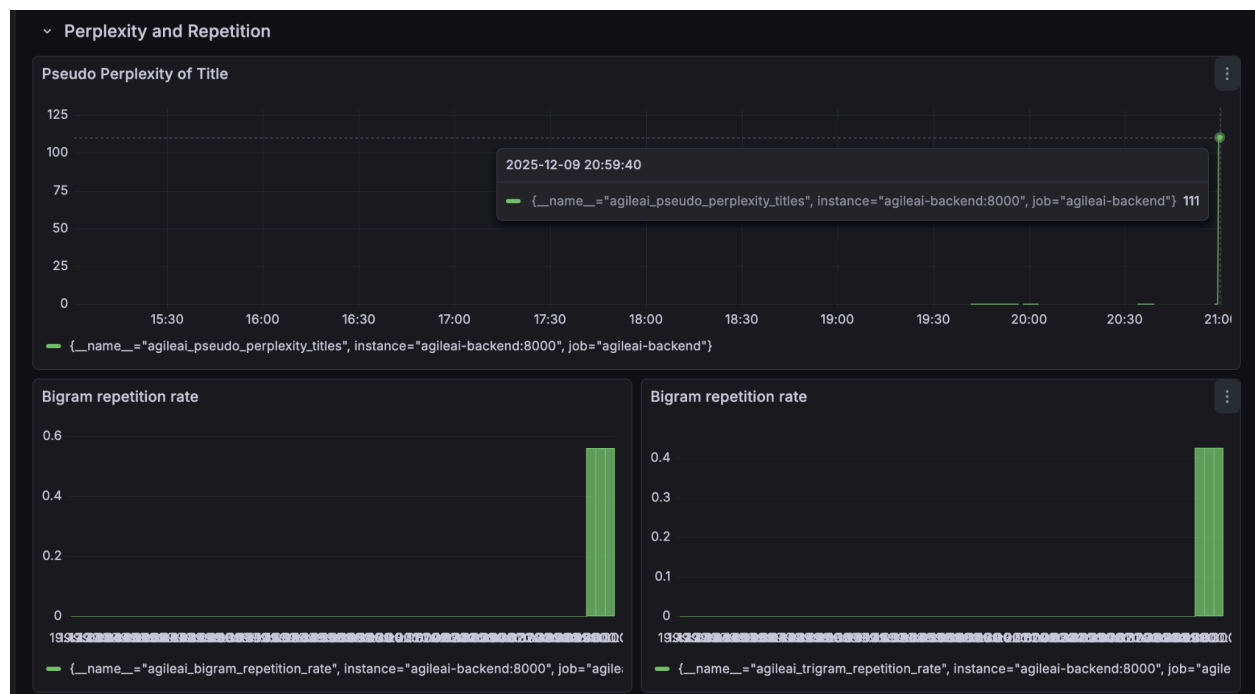 Perplexity and Repetition
Pseudo Perplexity of Title
125
100
75
50
25
0
2025-12-09 20:59:40
{__name__="agileai_pseudo_perplexity_titles", instance="agileai-backend:8000", job="agileai-backend"} 111
15:30 16:00 16:30 17:00 17:30 18:00 18:30 19:00 19:30 20:00 20:30 21:0
{__name__="agileai_pseudo_perplexity_titles", instance="agileai-backend:8000", job="agileai-backend"}
Bigram repetition rate
0.6
0.4
0.2
0
{__name__="agileai_bigram_repetition_rate", instance="agileai-backend:8000", job="agilea
Bigram repetition rate
0.4
0.3
0.2
0.1
0
{__name__="agileai_trigram_repetition_rate", instance="agileai-backend:8000", job="agile